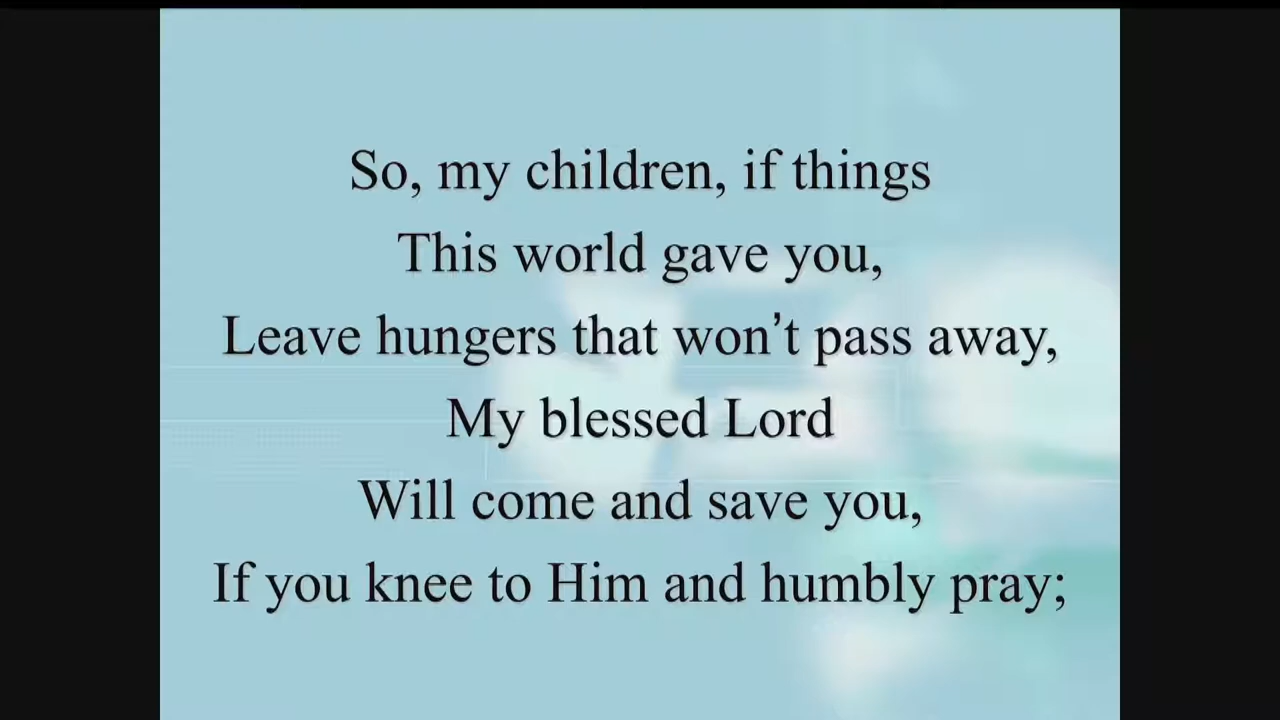 So, my children, if things
This world gave you,
Leave hungers that won't pass away,
My blessed Lord
Will come and save you,
If you knee to Him and humbly pray;